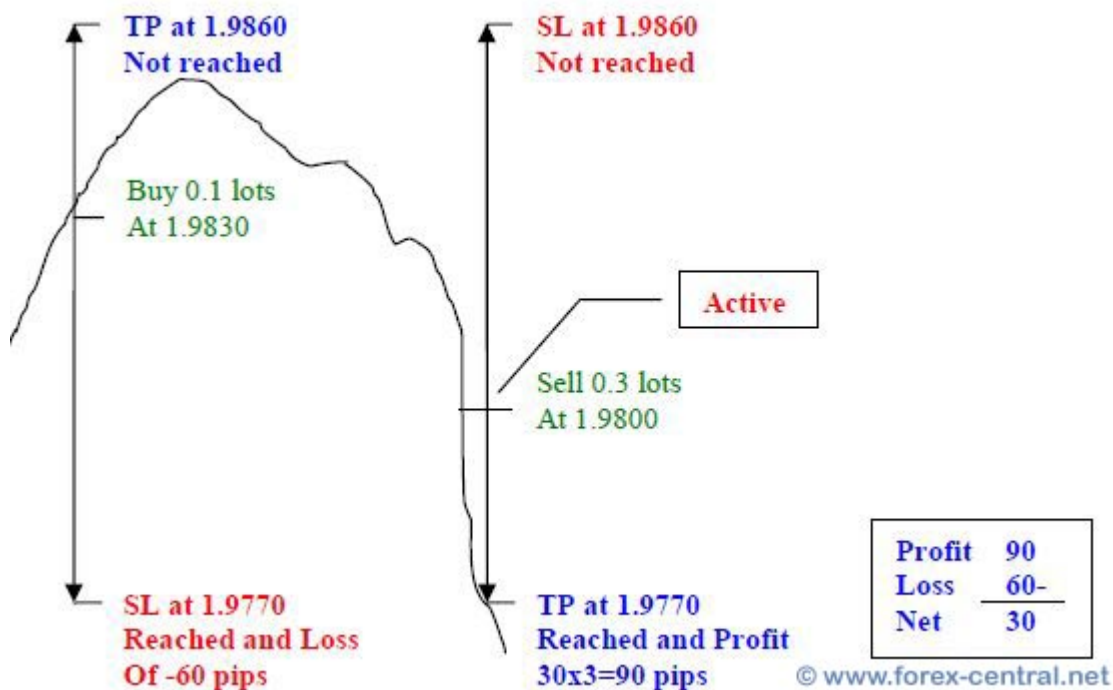 TP at 1.9860
Not reached
SL at 1.9860
Not reached
Buy 0.1 lots
At 1.9830
Active
Sell 0.3 lots
At 1.9800
Profit 90
Loss 60-
Net 30
SL at 1.9770
Reached and Loss
Of -60 pips
TP at 1.9770
Reached and Profit
30x3=90 pips
© www.forex-central.net